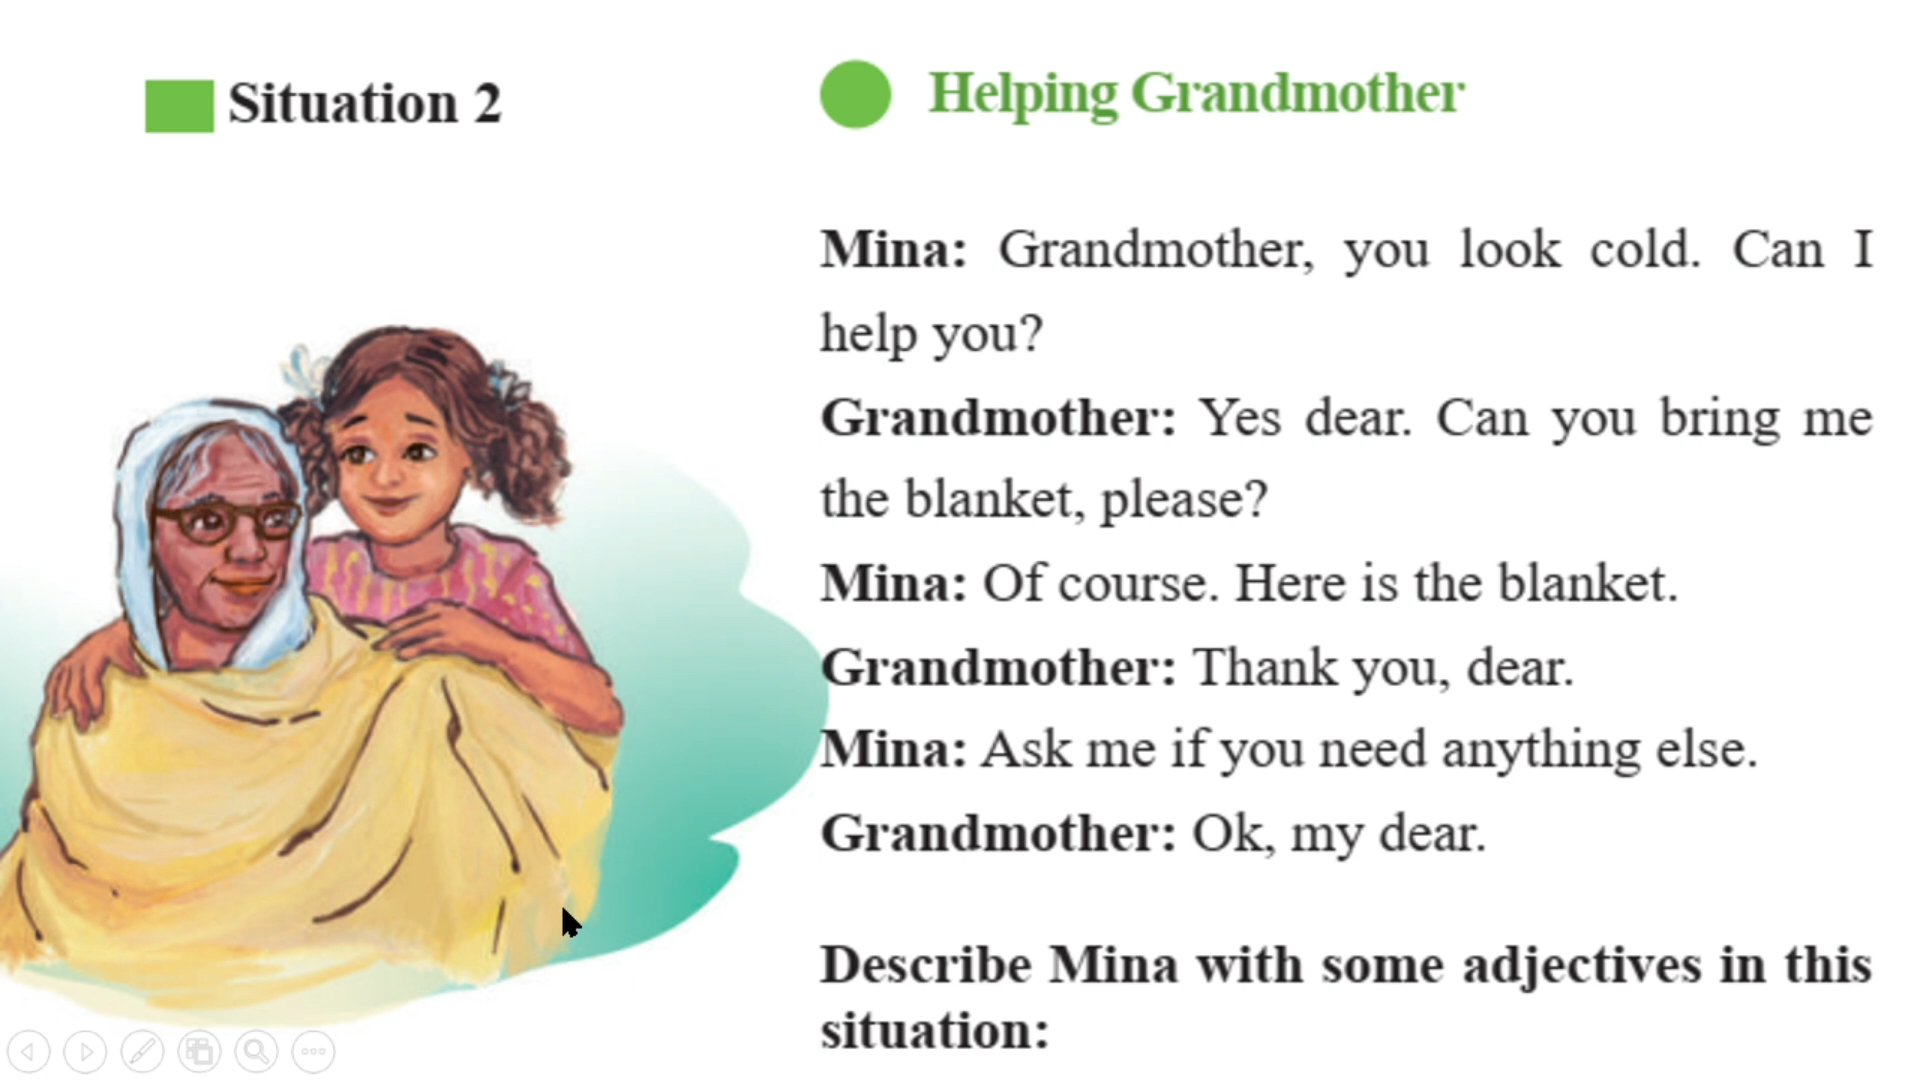 Situation 2
Helping Grandmother
Mina: Grandmother, you look cold. Can I
help you?
Grandmother: Yes dear. Can you bring me
the blanket, please?
Mina: Of course. Here is the blanket.
Grandmother: Thank you, dear.
Mina: Ask me if you need anything else.
Grandmother: Ok, my dear.
Describe Mina with some adjectives in this
situation: